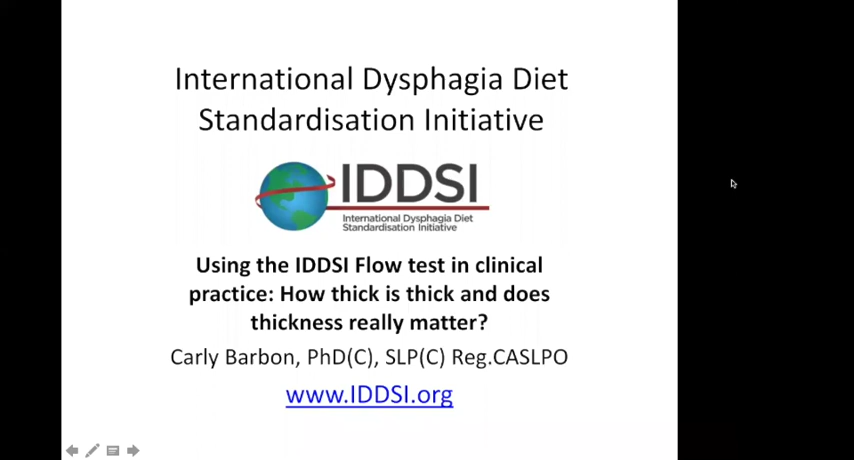 International Dysphagia Diet
Standardisation Initiative
IDDSI
International Dysphagia Diet
Standardisation Initiative
Using the IDDSI Flow test in clinical
practice: How thick is thick and does
thickness really matter?
Carly Barbon, PhD(C), SLP(C) Reg.CASLPO
www.IDDSI.org